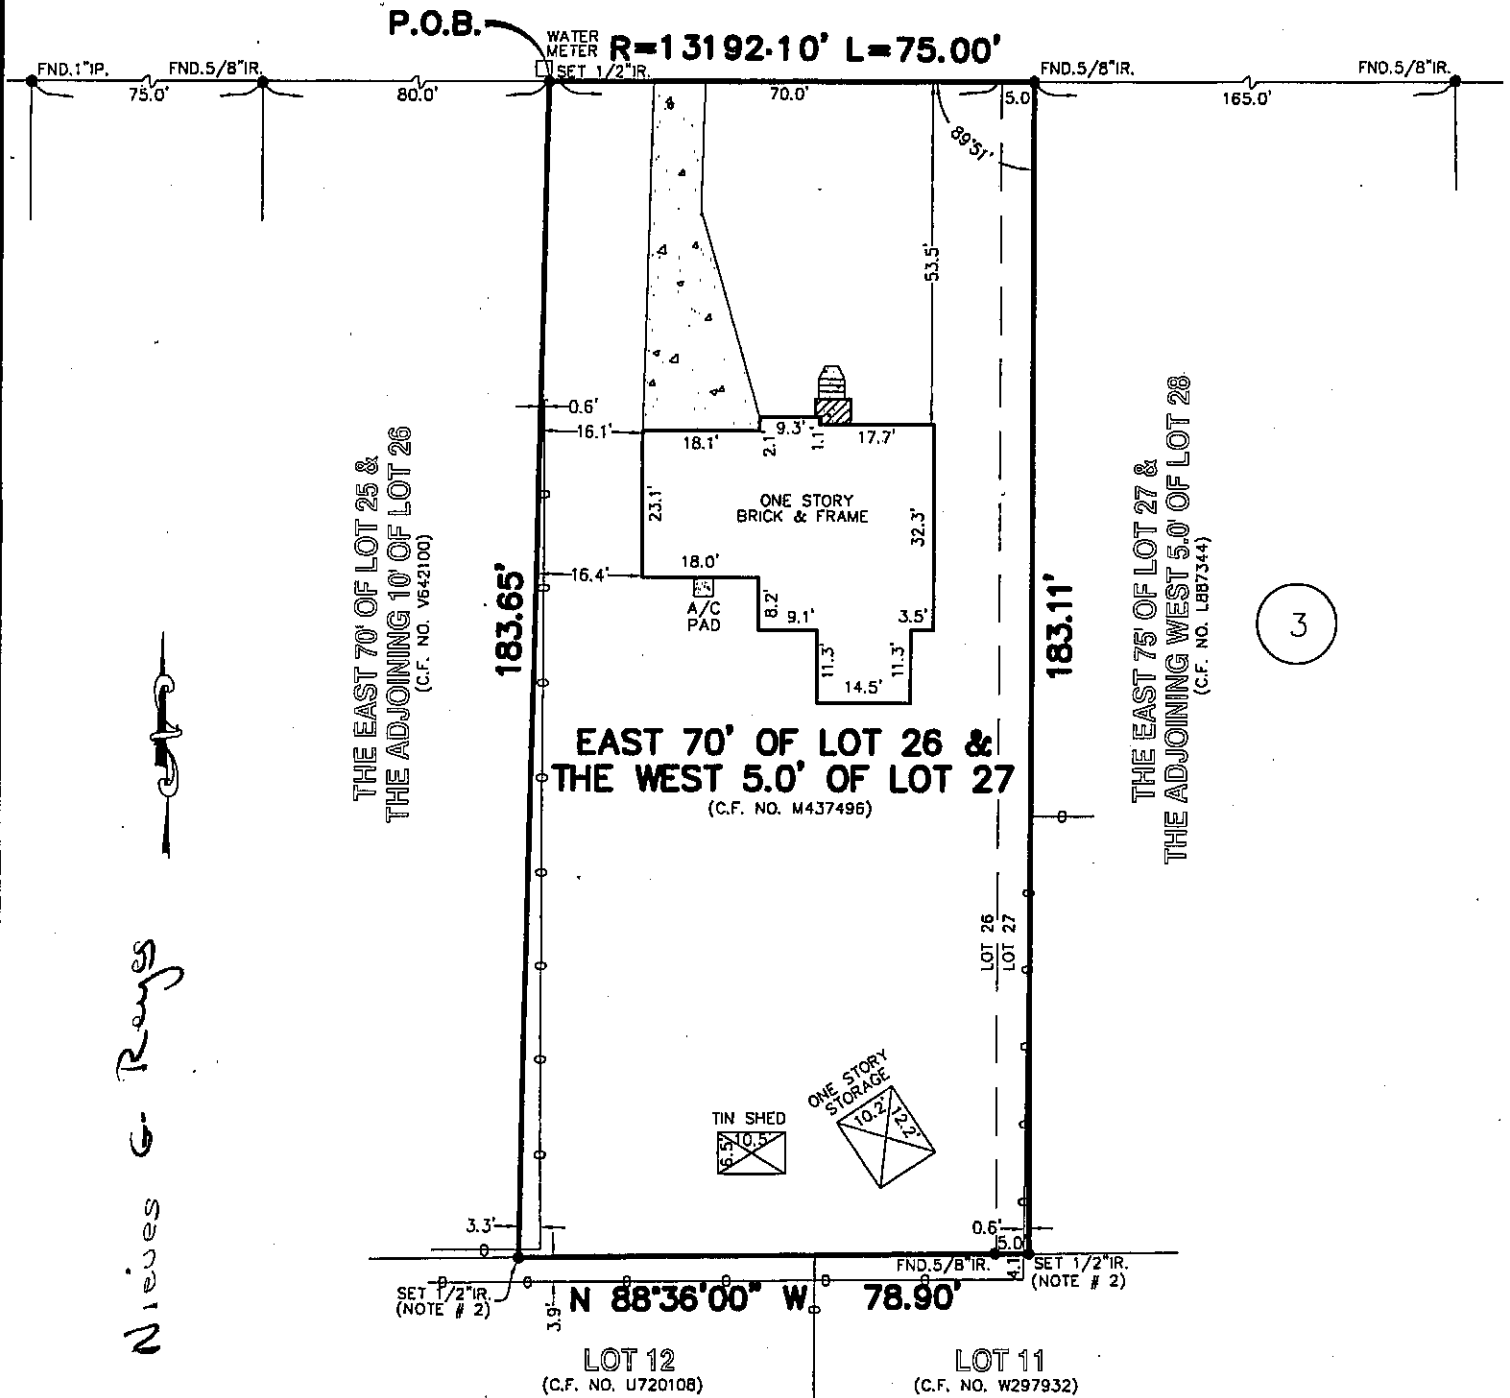 P.O.B.
WATER
METER
R=13192.10' L=75.00'
FND.1"IP.
FND.5/8"IR.
SET 1/2"IR.
FND.5/8"IR.
FND.5/8"IR.
75.0'
80.0'
70.0'
5.0
165.0'
89°51'
53.5'
0.6'
16.1'
18.1'
2.1
9.3'
1.1
17.7'
23.1'
ONE STORY
BRICK & FRAME
32.3'
16.4'
18.0'
A/C
PAD
8.2'
9.1'
3.5'
11.3'
11.3'
14.5'
183.65'
183.11'
THE EAST 70' OF LOT 25 &
THE ADJOINING 10' OF LOT 26
(C.F. NO. V642100)
THE EAST 75' OF LOT 27 &
THE ADJOINING WEST 5.0' OF LOT 28
(C.F. NO. L887344)
3
EAST 70' OF LOT 26 &
THE WEST 5.0' OF LOT 27
(C.F. NO. M437496)
LOT 26
LOT 27
Nieves G Reyes
ONE STORY
STORAGE
10.2'
12.2'
TIN SHED
6.5'
10.5'
3.3'
0.6'
5.0'
FND.5/8"IR.
4.1
SET 1/2"IR.
(NOTE # 2)
SET 1/2"IR.
(NOTE # 2)
3.9'
N 88°36'00" W 78.90'
LOT 12
(C.F. NO. U720108)
LOT 11
(C.F. NO. W297932)